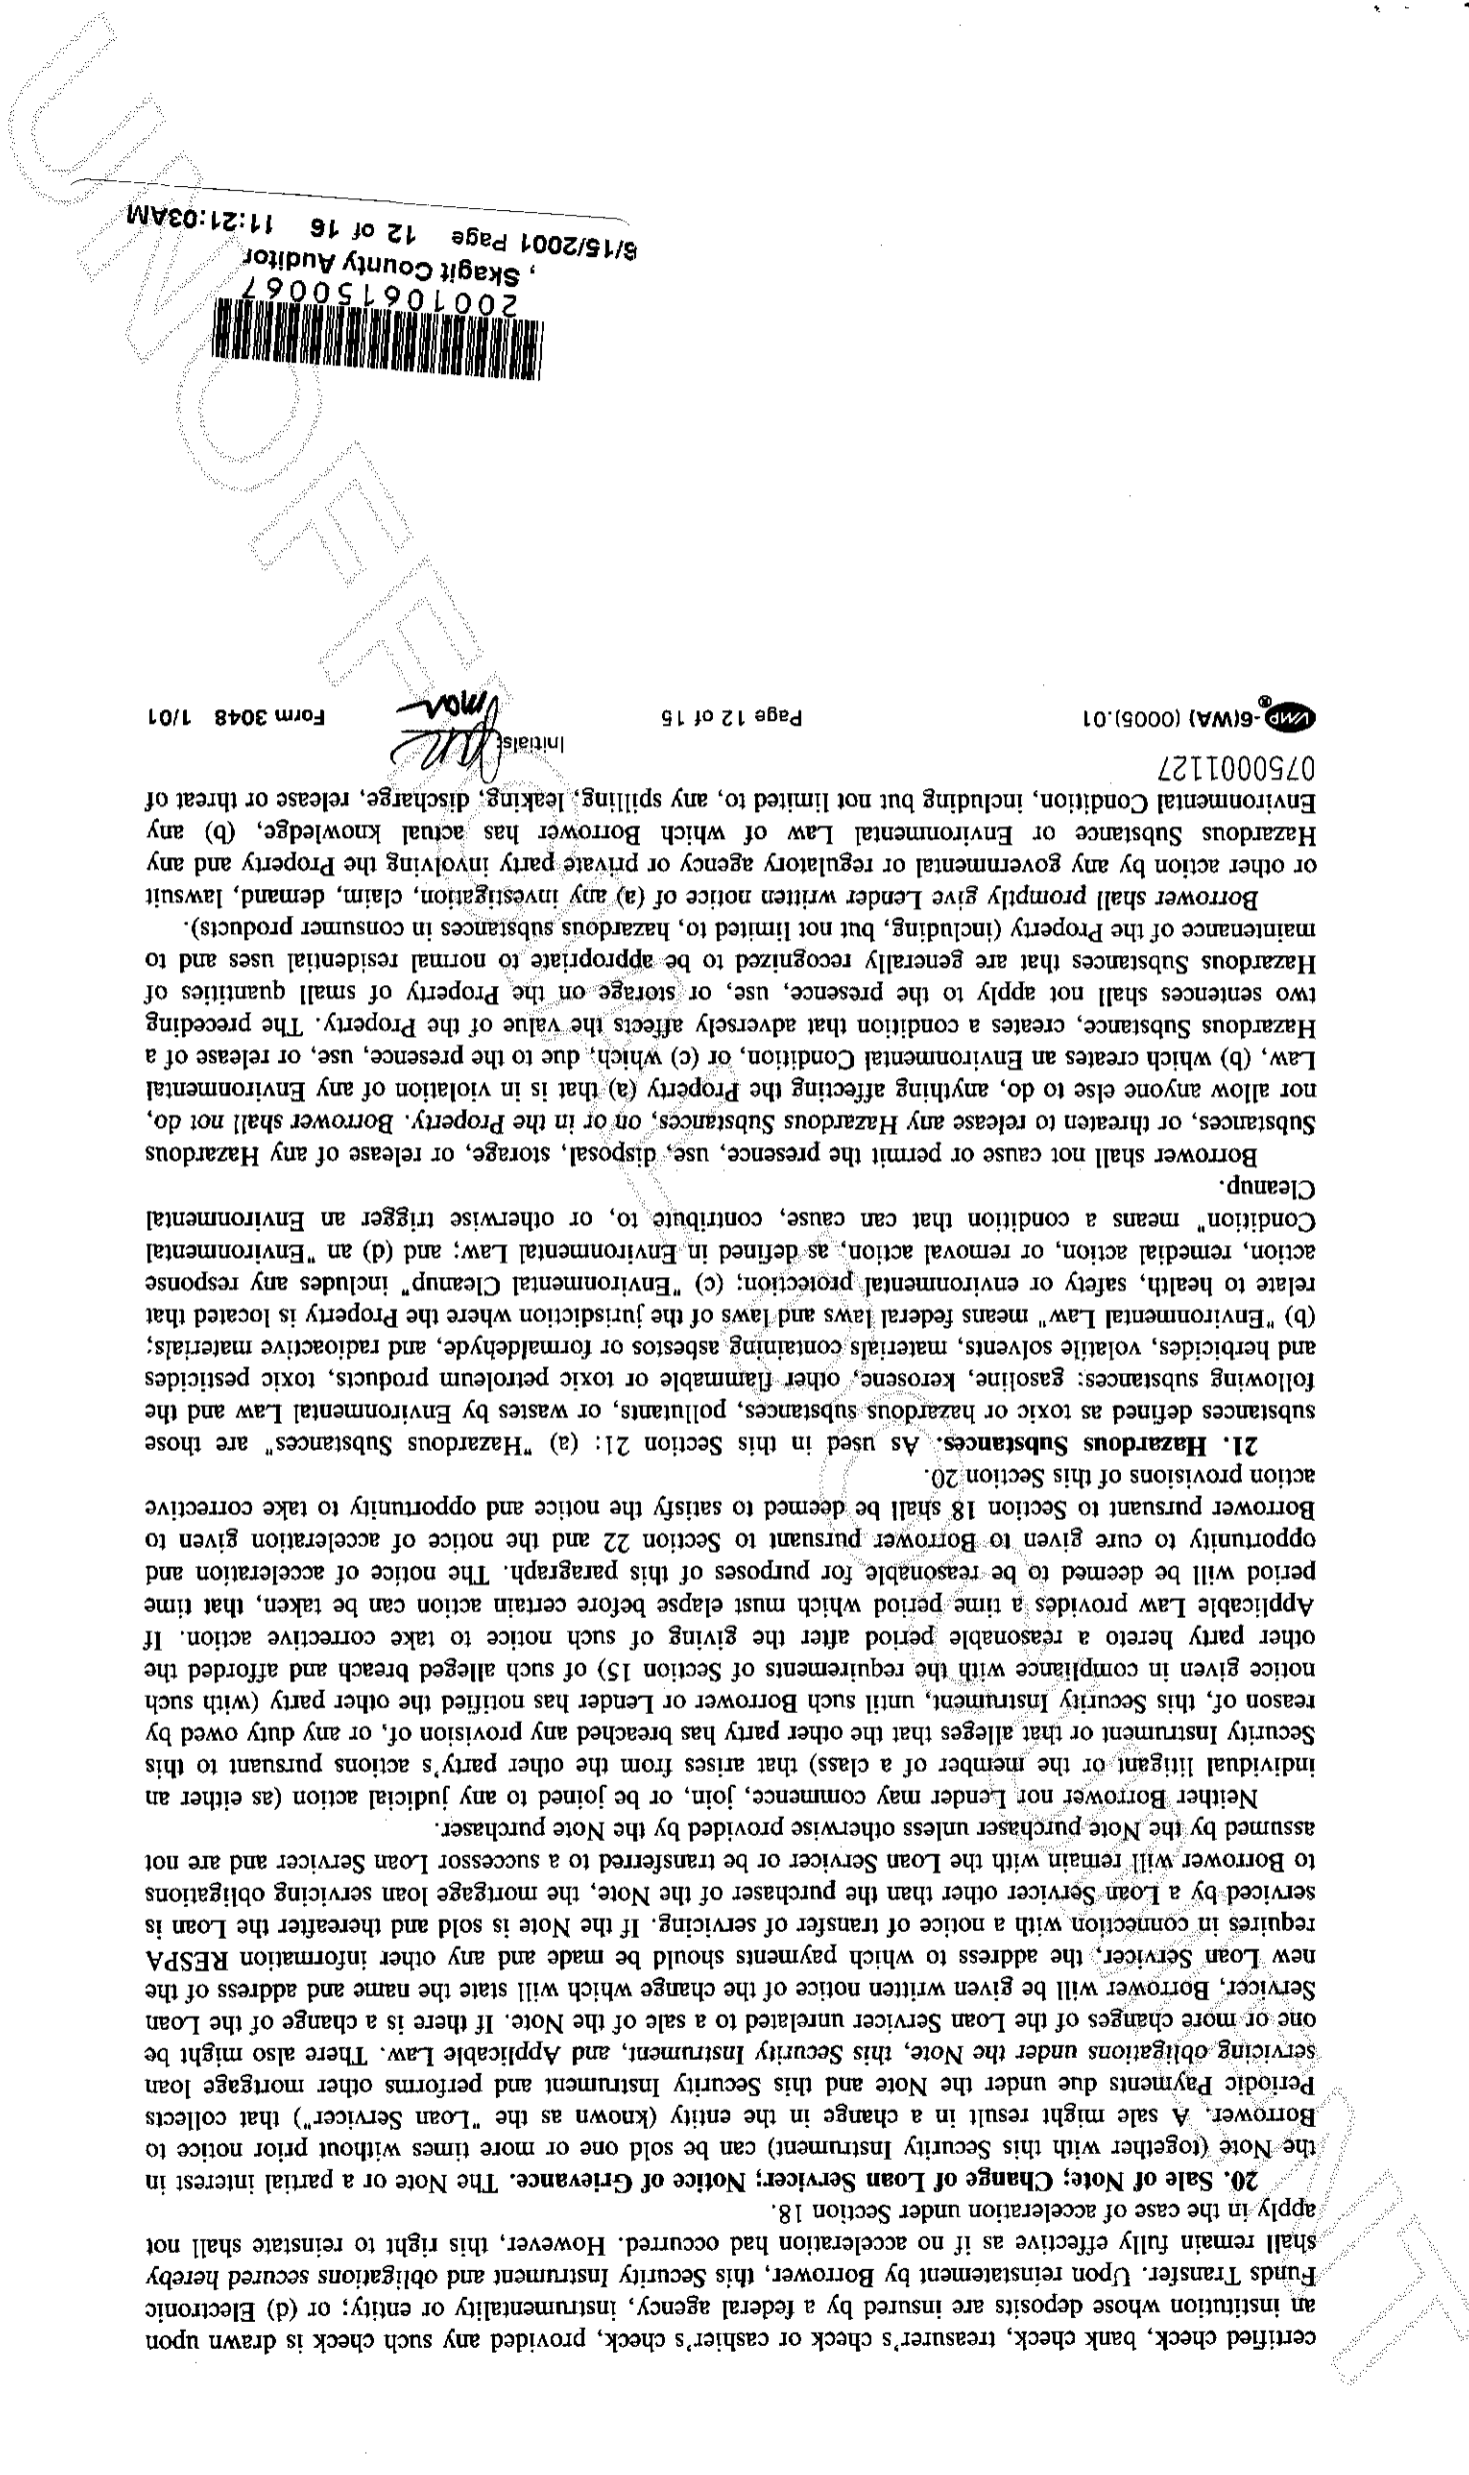 certified check, bank check, treasurer's check or cashier's check, provided any such check is drawn upon
an institution whose deposits are insured by a federal agency, instrumentality or entity; or (d) Electronic
Funds Transfer. Upon reinstatement by Borrower, this Security Instrument and obligations secured hereby
shall remain fully effective as if no acceleration had occurred. However, this right to reinstate shall not
apply in the case of acceleration under Section 18.
20. Sale of Note; Change of Loan Servicer; Notice of Grievance. The Note or a partial interest in
the Note (together with this Security Instrument) can be sold one or more times without prior notice to
Borrower. A sale might result in a change in the entity (known as the "Loan Servicer") that collects
Periodic Payments due under the Note and this Security Instrument and performs other mortgage loan
servicing obligations under the Note, this Security Instrument, and Applicable Law. There also might be
one or more changes of the Loan Servicer unrelated to a sale of the Note. If there is a change of the Loan
Servicer, Borrower will be given written notice of the change which will state the name and address of the
new Loan Servicer, the address to which payments should be made and any other information RESPA
requires in connection with a notice of transfer of servicing. If the Note is sold and thereafter the Loan is
serviced by a Loan Servicer other than the purchaser of the Note, the mortgage loan servicing obligations
to Borrower will remain with the Loan Servicer or be transferred to a successor Loan Servicer and are not
assumed by the Note purchaser unless otherwise provided by the Note purchaser.
Neither Borrower nor Lender may commence, join, or be joined to any judicial action (as either an
individual litigant or the member of a class) that arises from the other party's actions pursuant to this
Security Instrument or that alleges that the other party has breached any provision of, or any duty owed by
reason of, this Security Instrument, until such Borrower or Lender has notified the other party (with such
notice given in compliance with the requirements of Section 15) of such alleged breach and afforded the
other party hereto a reasonable period after the giving of such notice to take corrective action. If
Applicable Law provides a time period which must elapse before certain action can be taken, that time
period will be deemed to be reasonable for purposes of this paragraph. The notice of acceleration and
opportunity to cure given to Borrower pursuant to Section 22 and the notice of acceleration given to
Borrower pursuant to Section 18 shall be deemed to satisfy the notice and opportunity to take corrective
action provisions of this Section 20.
21. Hazardous Substances. As used in this Section 21: (a) "Hazardous Substances" are those
substances defined as toxic or hazardous substances, pollutants, or wastes by Environmental Law and the
following substances: gasoline, kerosene, other flammable or toxic petroleum products, toxic pesticides
and herbicides, volatile solvents, materials containing asbestos or formaldehyde, and radioactive materials;
(b) "Environmental Law" means federal laws and laws of the jurisdiction where the Property is located that
relate to health, safety or environmental protection; (c) "Environmental Cleanup" includes any response
action, remedial action, or removal action, as defined in Environmental Law; and (d) an "Environmental
Condition" means a condition that can cause, contribute to, or otherwise trigger an Environmental
Cleanup.
Borrower shall not cause or permit the presence, use, disposal, storage, or release of any Hazardous
Substances, or threaten to release any Hazardous Substances, on or in the Property. Borrower shall not do,
nor allow anyone else to do, anything affecting the Property (a) that is in violation of any Environmental
Law, (b) which creates an Environmental Condition, or (c) which, due to the presence, use, or release of a
Hazardous Substance, creates a condition that adversely affects the value of the Property. The preceding
two sentences shall not apply to the presence, use, or storage on the Property of small quantities of
Hazardous Substances that are generally recognized to be appropriate to normal residential uses and to
maintenance of the Property (including, but not limited to, hazardous substances in consumer products).
Borrower shall promptly give Lender written notice of (a) any investigation, claim, demand, lawsuit
or other action by any governmental or regulatory agency or private party involving the Property and any
Hazardous Substance or Environmental Law of which Borrower has actual knowledge, (b) any
Environmental Condition, including but not limited to, any spilling, leaking, discharge, release or threat of
0750001127
Initials:
VMP®-6(WA) (0005).01 Page 12 of 15 Form 3048 1/01
200106150067
, Skagit County Auditor
6/15/2001 Page 12 of 16 11:21:03AM
UNOFFICIAL DOCUMENT